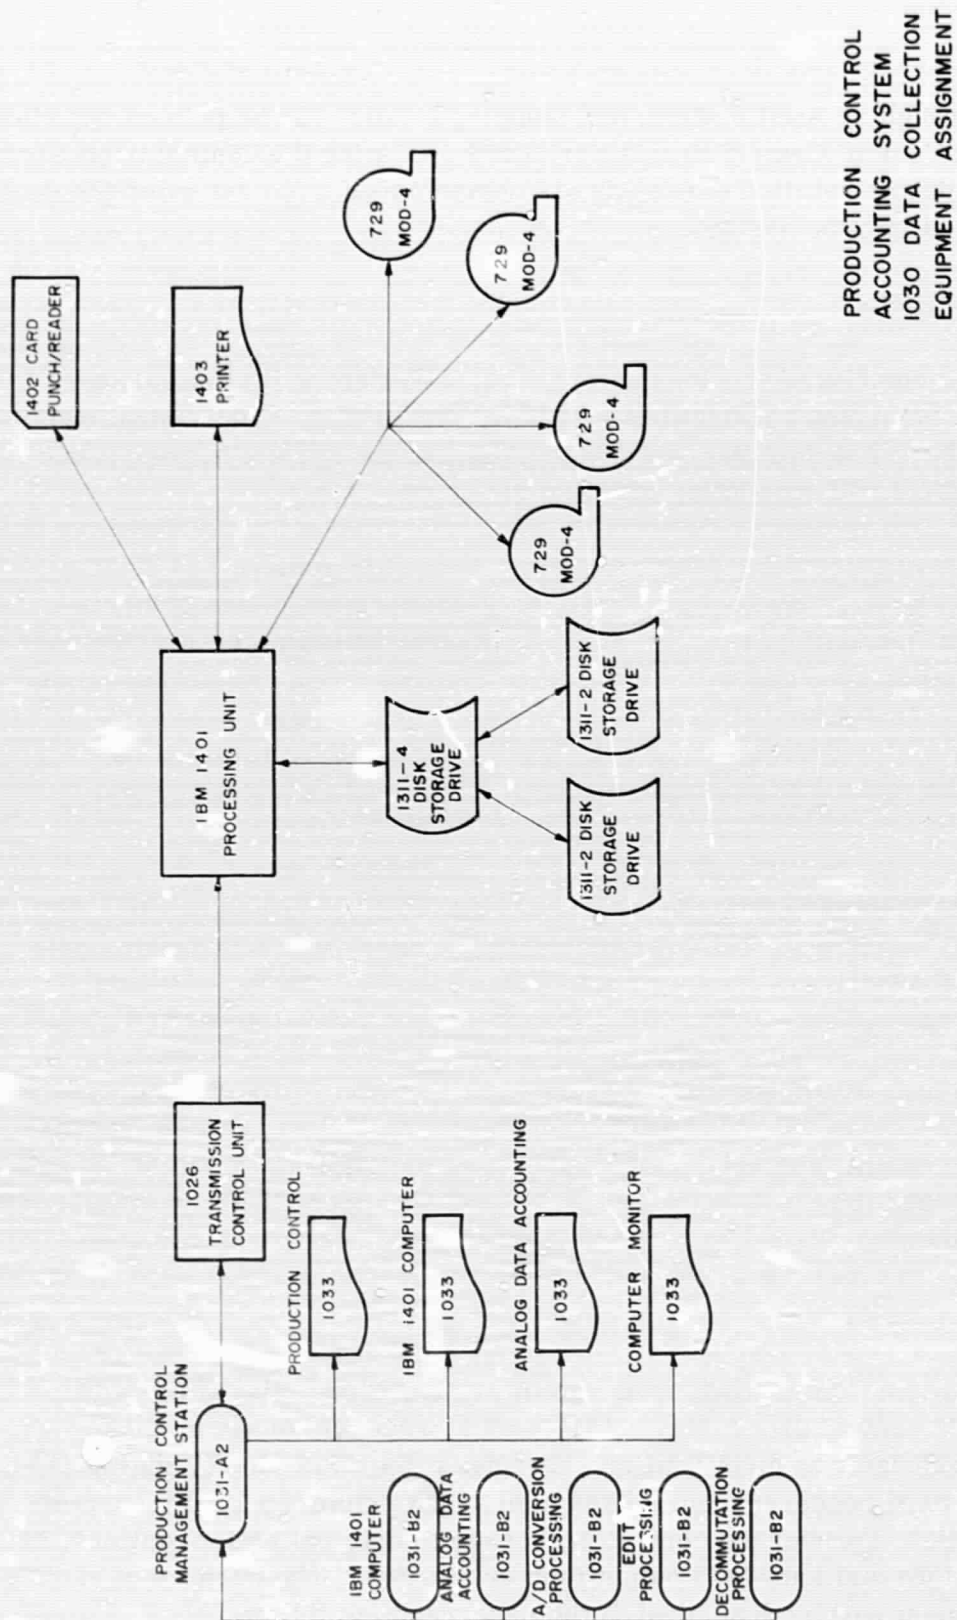 PRODUCTION CONTROL
MANAGEMENT STATION
1031-A2
1026
TRANSMISSION
CONTROL UNIT
IBM 1401
PROCESSING UNIT
1402 CARD
PUNCH/READER
1403
PRINTER
729
MOD-4
729
MOD-4
729
MOD-4
729
MOD-4
1311-4
DISK
STORAGE
DRIVE
1311-2 DISK
STORAGE
DRIVE
1311-2 DISK
STORAGE
DRIVE
PRODUCTION CONTROL
1033
IBM 1401 COMPUTER
1033
ANALOG DATA ACCOUNTING
1033
COMPUTER MONITOR
1033
IBM 1401
COMPUTER
1031-B2
ANALOG DATA
ACCOUNTING
1031-B2
A/D CONVERSION
PROCESSING
1031-B2
EDIT
PROCESSING
1031-B2
DECOMMUTATION
PROCESSING
1031-B2
PRODUCTION CONTROL
ACCOUNTING SYSTEM
1030 DATA COLLECTION
EQUIPMENT ASSIGNMENT